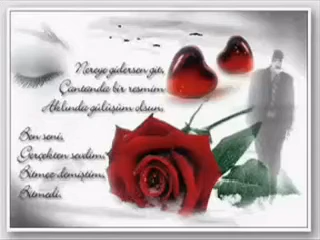 Nereye gidersen git,
Çantanda bir resmim
Aklında gülüşüm olsun.
Ben seni,
Gerçekten sevdim,
Bitmez demiştim,
Bitmedi.